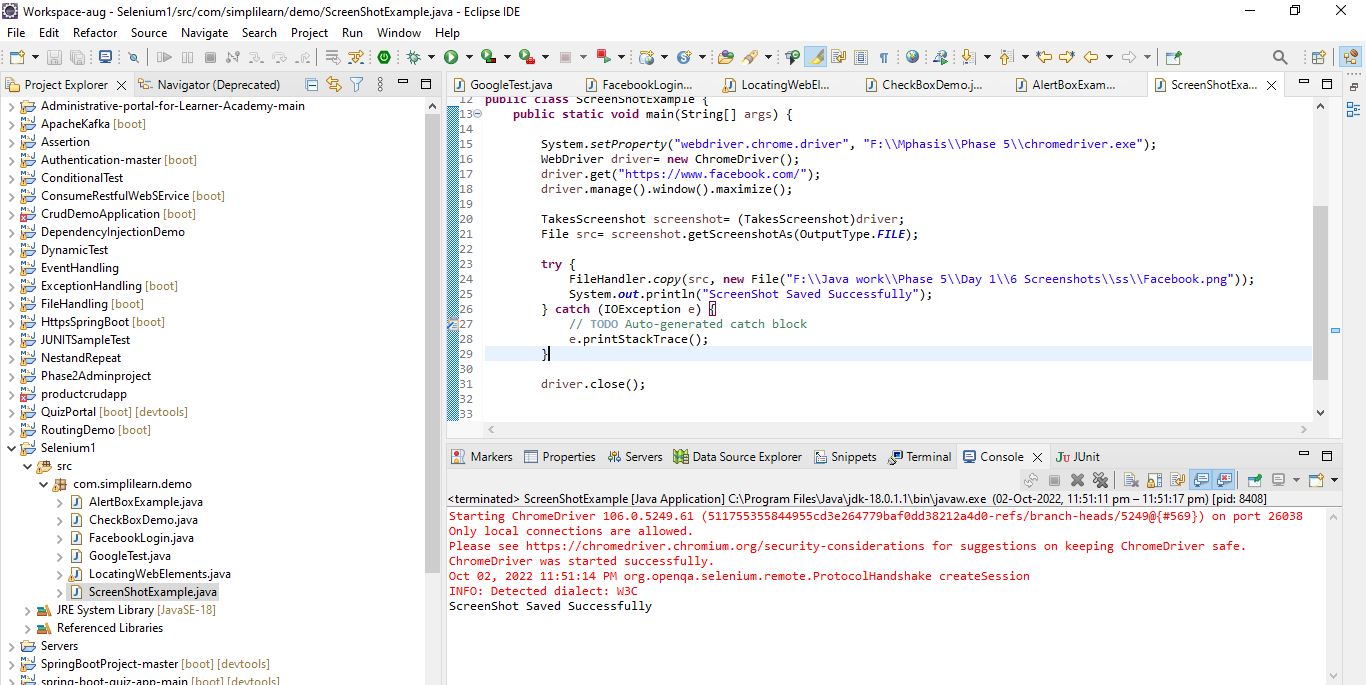 Workspace-aug - Selenium1/src/com/simplilearn/demo/ScreenShotExample.java - Eclipse IDE
File Edit Refactor Source Navigate Search Project Run Window Help
Project Explorer Navigator (Deprecated)
Administrative-portal-for-Learner-Academy-main
ApacheKafka [boot]
Assertion
Authentication-master [boot]
ConditionalTest
ConsumeRestfulWebSErvice [boot]
CrudDemoApplication [boot]
DependencyInjectionDemo
DynamicTest
EventHandling
ExceptionHandling [boot]
FileHandling [boot]
HttpsSpringBoot [boot]
JUNITSampleTest
NestandRepeat
Phase2Adminproject
productcrudapp
QuizPortal [boot] [devtools]
RoutingDemo [boot]
Selenium1
src
com.simplilearn.demo
AlertBoxExample.java
CheckBoxDemo.java
FacebookLogin.java
GoogleTest.java
LocatingWebElements.java
ScreenShotExample.java
JRE System Library [JavaSE-18]
Referenced Libraries
Servers
SpringBootProject-master [boot] [devtools]
spring-boot-quiz-app-main [boot] [devtools]
GoogleTest.java FacebookLogin... LocatingWebEl... CheckBoxDemo.j... AlertBoxExam... ScreenShotExa...
12 public class ScreenShotExample {
13 public static void main(String[] args) {
14
15 System.setProperty("webdriver.chrome.driver", "F:\\Mphasis\\Phase 5\\chromedriver.exe");
16 WebDriver driver= new ChromeDriver();
17 driver.get("https://www.facebook.com/");
18 driver.manage().window().maximize();
19
20 TakesScreenshot screenshot= (TakesScreenshot)driver;
21 File src= screenshot.getScreenshotAs(OutputType.FILE);
22
23 try {
24 FileHandler.copy(src, new File("F:\\Java work\\Phase 5\\Day 1\\6 Screenshots\\ss\\Facebook.png"));
25 System.out.println("ScreenShot Saved Successfully");
26 } catch (IOException e) {
27 // TODO Auto-generated catch block
28 e.printStackTrace();
29 }
30
31 driver.close();
32
33
Markers Properties Servers Data Source Explorer Snippets Terminal Console JUnit
<terminated> ScreenShotExample [Java Application] C:\Program Files\Java\jdk-18.0.1.1\bin\javaw.exe (02-Oct-2022, 11:51:11 pm – 11:51:17 pm) [pid: 8408]
Starting ChromeDriver 106.0.5249.61 (511755355844955cd3e264779baf0dd38212a4d0-refs/branch-heads/5249@{#569}) on port 26038
Only local connections are allowed.
Please see https://chromedriver.chromium.org/security-considerations for suggestions on keeping ChromeDriver safe.
ChromeDriver was started successfully.
Oct 02, 2022 11:51:14 PM org.openqa.selenium.remote.ProtocolHandshake createSession
INFO: Detected dialect: W3C
ScreenShot Saved Successfully